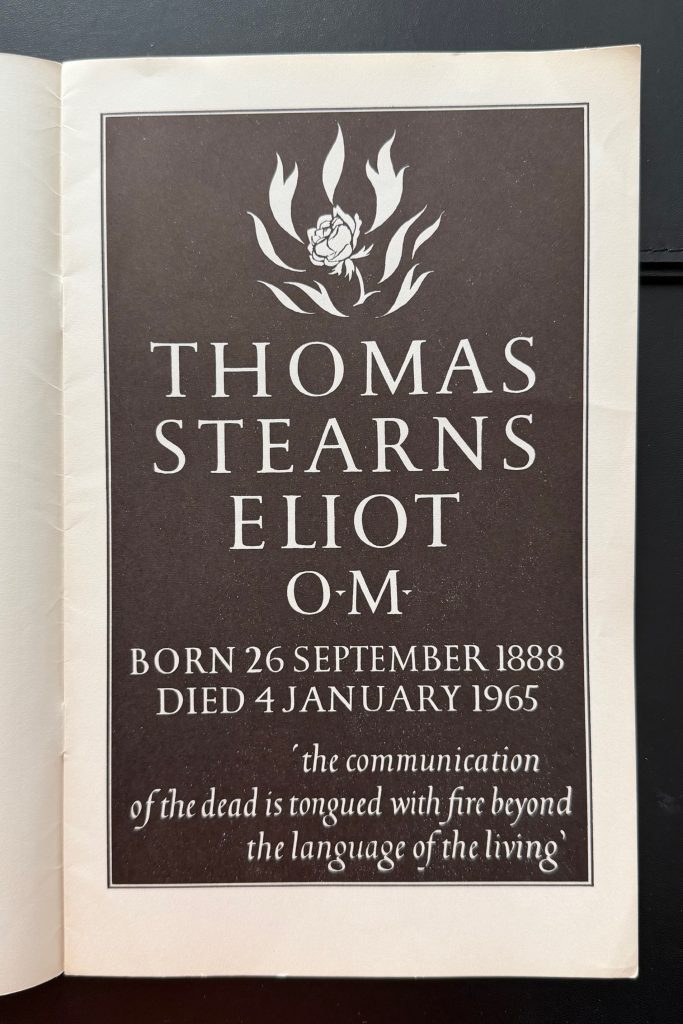 THOMAS
STEARNS
ELIOT
O·M·
BORN 26 SEPTEMBER 1888
DIED 4 JANUARY 1965
‘the communication
of the dead is tongued with fire beyond
the language of the living’